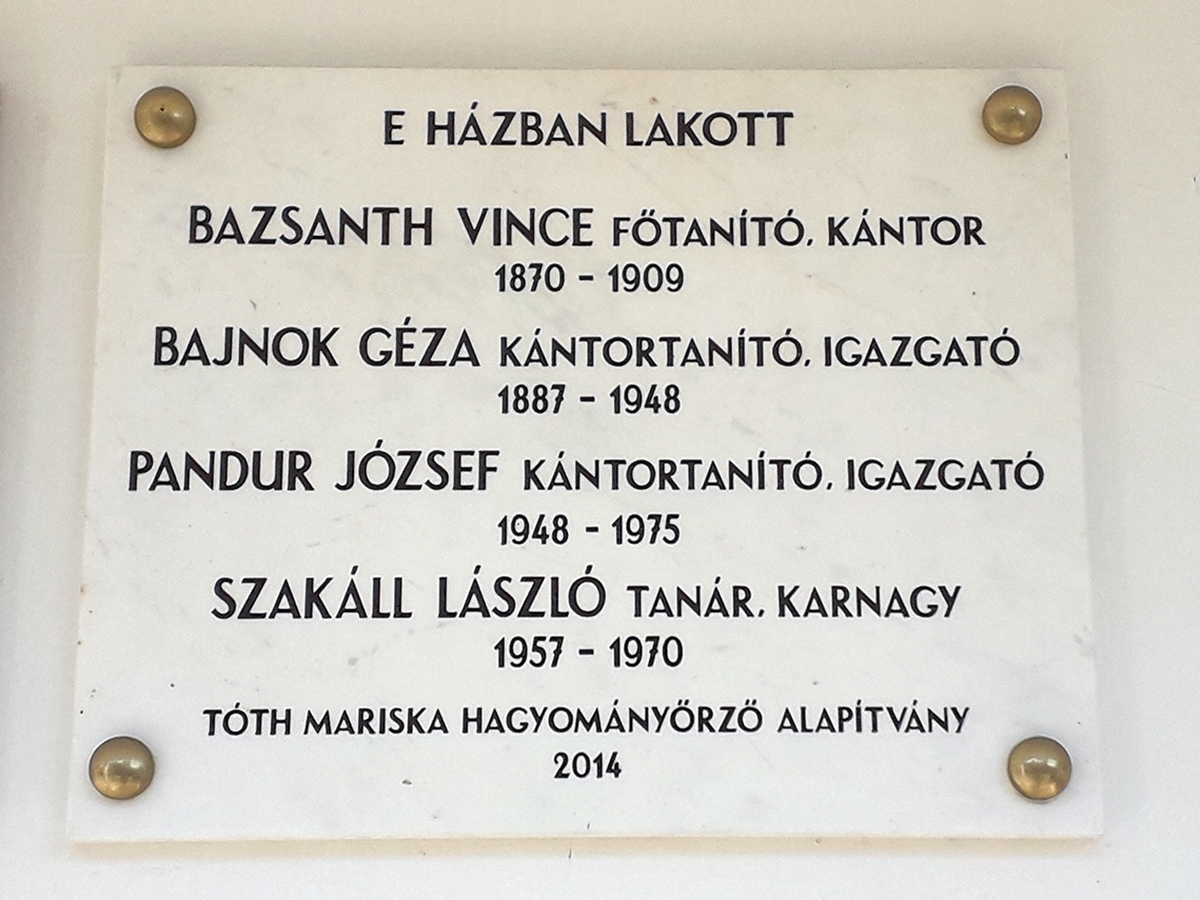 E HÁZBAN LAKOTT
BAZSANTH VINCE FŐTANÍTÓ, KÁNTOR
1870 - 1909
BAJNOK GÉZA KÁNTORTANÍTÓ, IGAZGATÓ
1887 - 1948
PANDUR JÓZSEF KÁNTORTANÍTÓ, IGAZGATÓ
1948 - 1975
SZAKÁLL LÁSZLÓ TANÁR, KARNAGY
1957 - 1970
TÓTH MARISKA HAGYOMÁNYŐRZŐ ALAPÍTVÁNY
2014